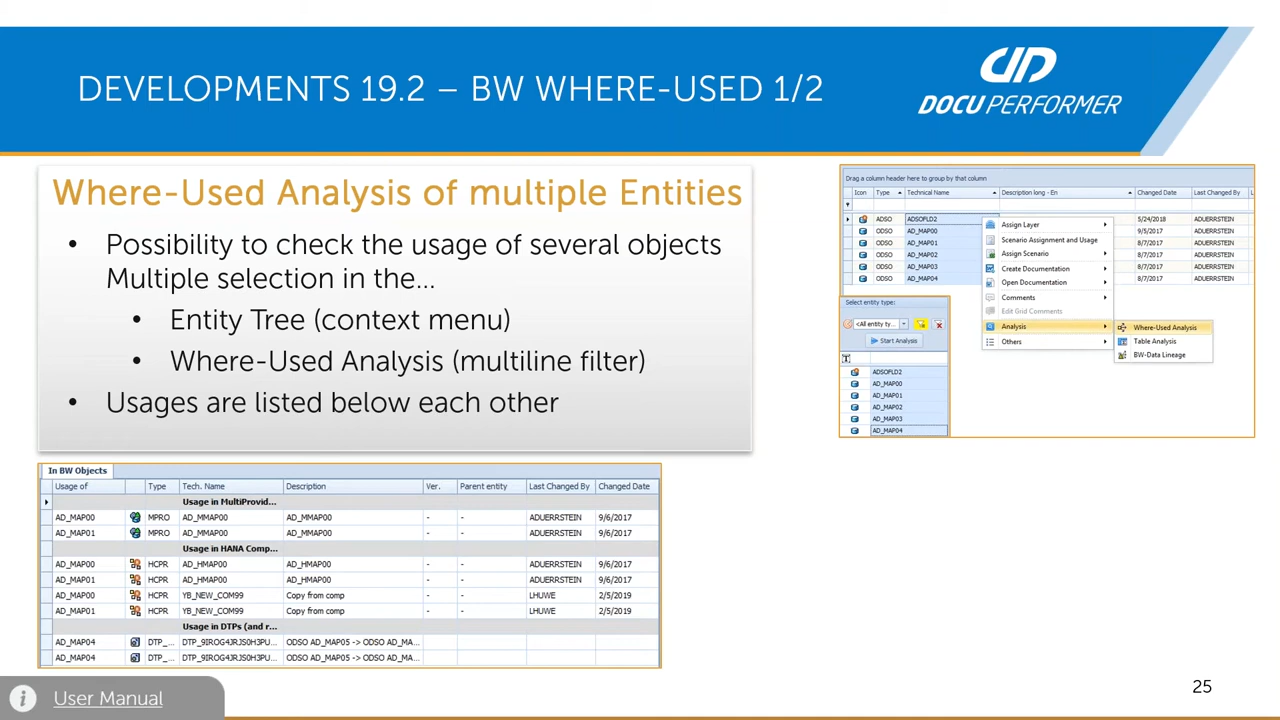 DEVELOPMENTS 19.2 – BW WHERE-USED 1/2
DOCU PERFORMER
Where-Used Analysis of multiple Entities
• Possibility to check the usage of several objects
Multiple selection in the...
• Entity Tree (context menu)
• Where-Used Analysis (multiline filter)
• Usages are listed below each other
Drag a column header here to group by that column
Icon Type Technical Name Description long - En Changed Date Last Changed By
ADSO ADSOFLD2 5/24/2018 ADUERRSTEIN
ODSO AD_MAP00 9/5/2017 ADUERRSTEIN
ODSO AD_MAP01 8/7/2017 ADUERRSTEIN
ODSO AD_MAP02 8/7/2017 ADUERRSTEIN
ODSO AD_MAP03 8/7/2017 ADUERRSTEIN
ODSO AD_MAP04 8/7/2017 ADUERRSTEIN
Assign Layer
Scenario Assignment and Usage
Assign Scenario
Create Documentation
Open Documentation
Comments
Edit Grid Comments
Analysis
Others
Where-Used Analysis
Table Analysis
BW-Data Lineage
Select entity type:
<All entity ty...
Start Analysis
ADSOFLD2
AD_MAP00
AD_MAP01
AD_MAP02
AD_MAP03
AD_MAP04
In BW Objects
Usage of Type Tech. Name Description Ver. Parent entity Last Changed By Changed Date
Usage in MultiProvid...
AD_MAP00 MPRO AD_MMAP00 AD_MMAP00 - - ADUERRSTEIN 9/6/2017
AD_MAP01 MPRO AD_MMAP00 AD_MMAP00 - - ADUERRSTEIN 9/6/2017
Usage in HANA Comp...
AD_MAP00 HCPR AD_HMAP00 AD_HMAP00 - - ADUERRSTEIN 9/6/2017
AD_MAP01 HCPR AD_HMAP00 AD_HMAP00 - - ADUERRSTEIN 9/6/2017
AD_MAP00 HCPR YB_NEW_COM99 Copy from comp - - LHUWE 2/5/2019
AD_MAP01 HCPR YB_NEW_COM99 Copy from comp - - LHUWE 2/5/2019
Usage in DTPs (and r...
AD_MAP04 DTP_... DTP_9IROG4JRJS0H3PU... ODSO AD_MAP05 -> ODSO AD_MA...
AD_MAP04 DTP_... DTP_9IROG4JRJS0H3PU... ODSO AD_MAP05 -> ODSO AD_MA...
User Manual
25